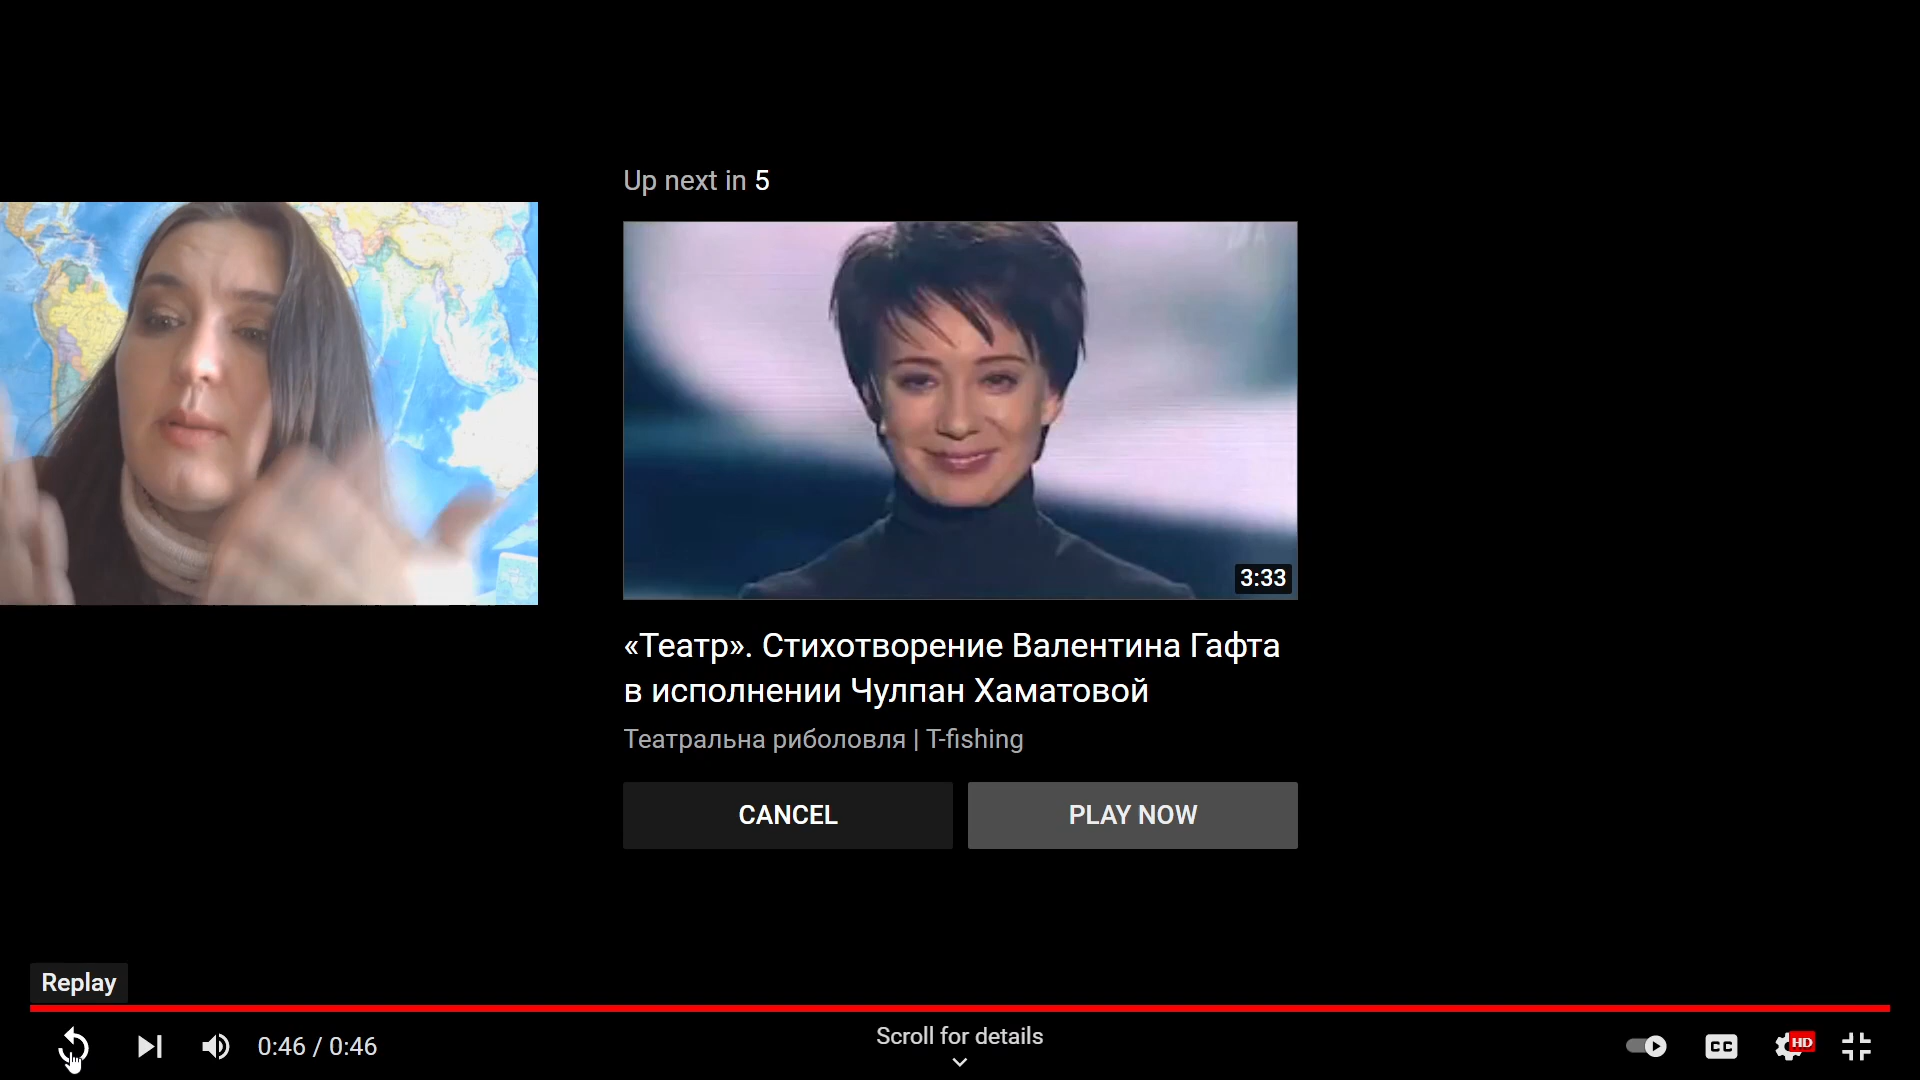 Up next in 5
3:33
«Театр». Стихотворение Валентина Гафта
в исполнении Чулпан Хаматовой
Театральна риболовля | T-fishing
CANCEL
PLAY NOW
Replay
0:46 / 0:46
Scroll for details
CC
HD